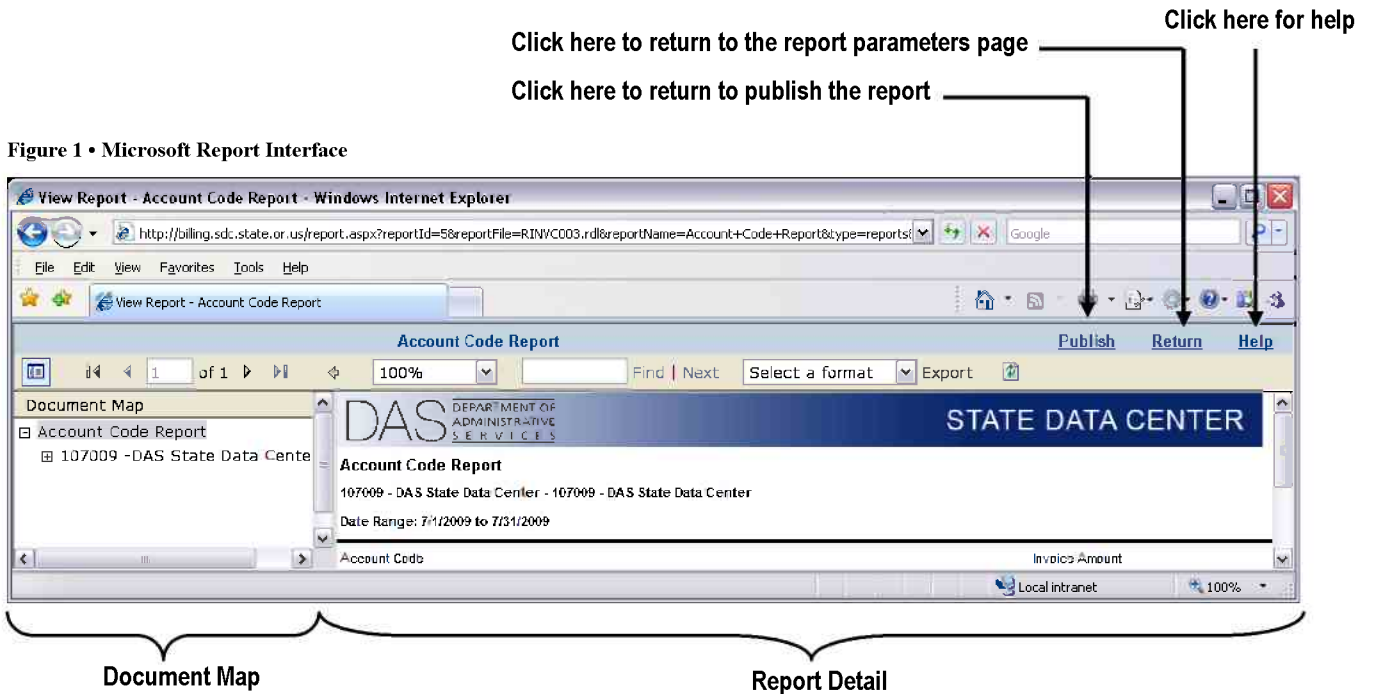 Click here for help
Click here to return to the report parameters page
Click here to return to publish the report
Figure 1 • Microsoft Report Interface
View Report - Account Code Report - Windows Internet Explorer
http://billing.sdc.state.or.us/report.aspx?reportId=5&reportFile=RINVC003.rdl&reportName=Account+Code+Report&type=reports& Google
File Edit View Favorites Tools Help
View Report - Account Code Report
Account Code Report Publish Return Help
1 of 1 100% Find | Next Select a format Export
Document Map
Account Code Report
107009 -DAS State Data Cente
DAS DEPARTMENT OF ADMINISTRATIVE SERVICES STATE DATA CENTER
Account Code Report
107009 - DAS State Data Center - 107009 - DAS State Data Center
Date Range: 7/1/2009 to 7/31/2009
Account Code Invoice Amount
Local intranet 100%
Document Map Report Detail